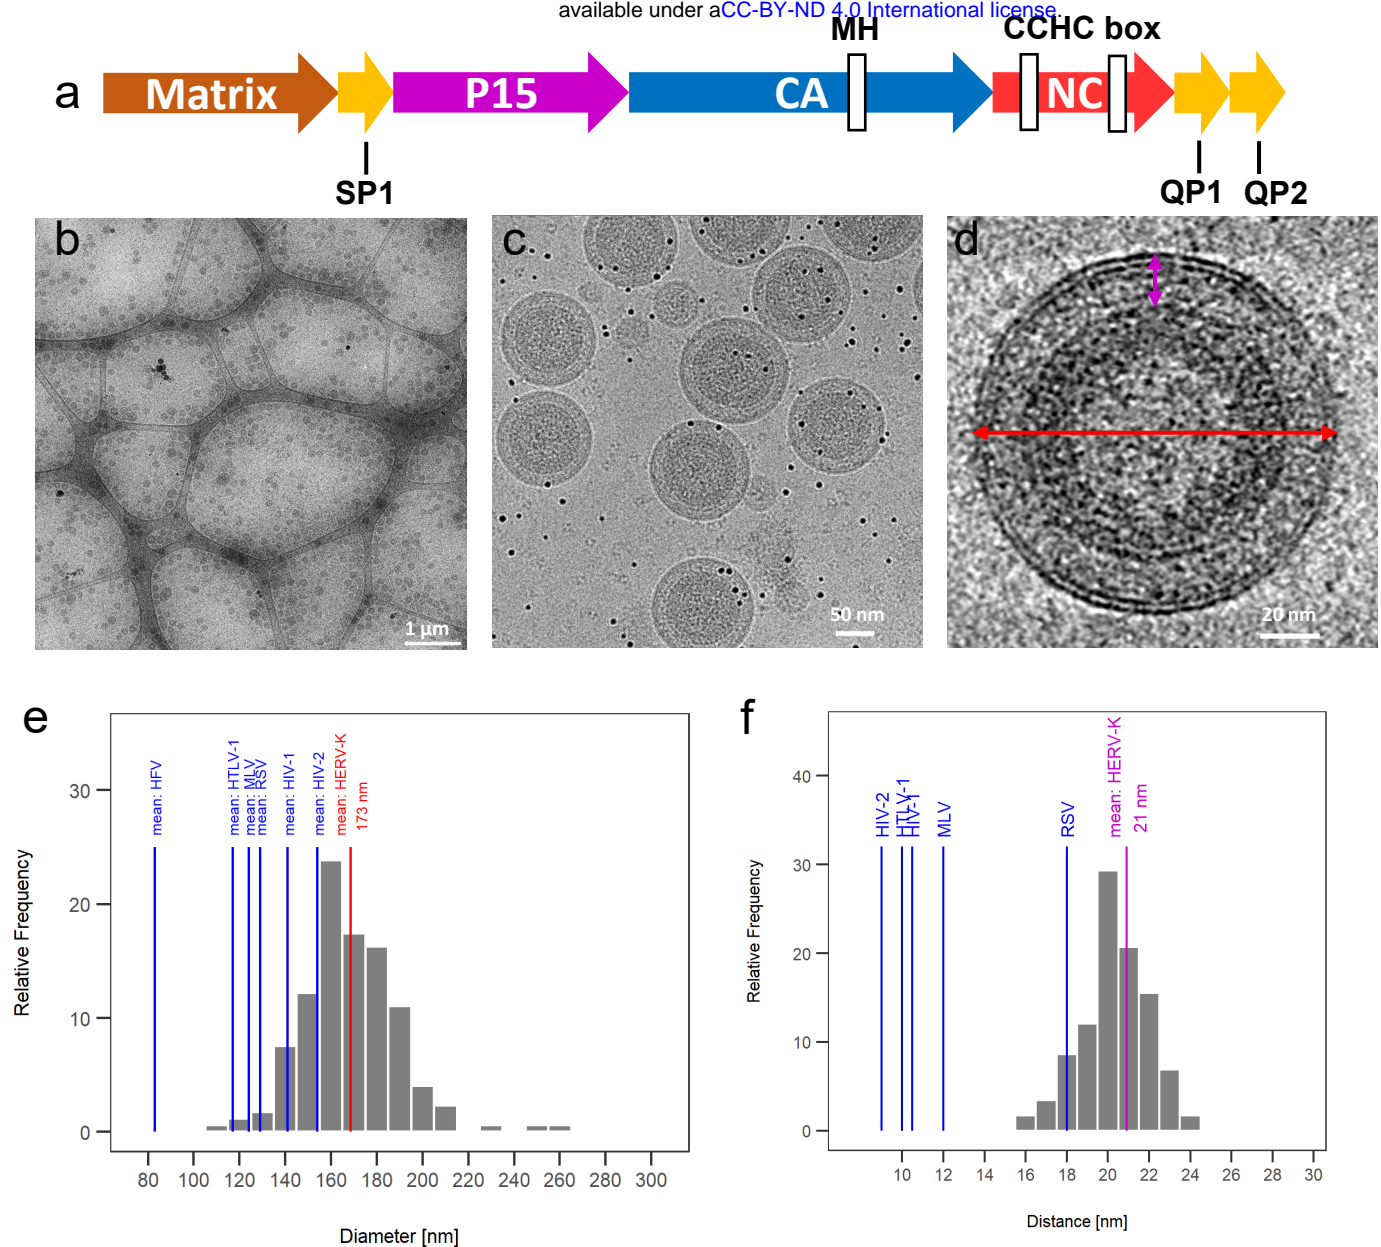 available under aCC-BY-ND 4.0 International license.
MH
CCHC box
a
Matrix
P15
CA
NC
SP1
QP1
QP2
b
c
d
1 μm
50 nm
20 nm
e
mean: HFV
mean: HTLV-1
mean: MLV
mean: RSV
mean: HIV-1
mean: HIV-2
mean: HERV-K
173 nm
Relative Frequency
30
20
10
0
80 100 120 140 160 180 200 220 240 260 280 300
Diameter [nm]
f
HIV-2
HTLV-1
HIV-1
MLV
RSV
mean: HERV-K
21 nm
Relative Frequency
40
30
20
10
0
10 12 14 16 18 20 22 24 26 28 30
Distance [nm]